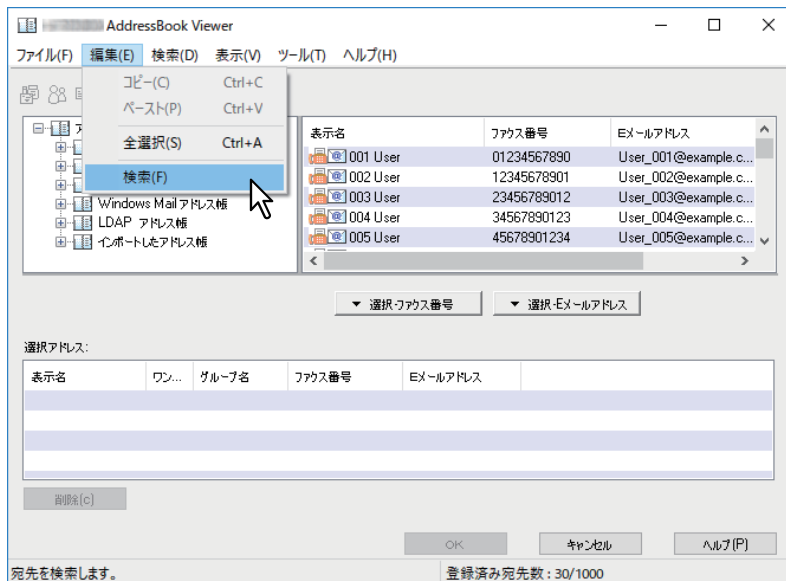 AddressBook Viewer
ファイル(F) 編集(E) 検索(D) 表示(V) ツール(T) ヘルプ(H)
コピー(C) Ctrl+C
ペースト(P) Ctrl+V
全選択(S) Ctrl+A
検索(F)
Windows Mail アドレス帳
LDAP アドレス帳
インポートしたアドレス帳
表示名 ファクス番号 Eメールアドレス
001 User 01234567890 User_001@example.c...
002 User 12345678901 User_002@example.c...
003 User 23456789012 User_003@example.c...
004 User 34567890123 User_004@example.c...
005 User 45678901234 User_005@example.c...
▼ 選択-ファクス番号 ▼ 選択-Eメールアドレス
選択アドレス:
表示名 ワン... グループ名 ファクス番号 Eメールアドレス
削除(c)
OK キャンセル ヘルプ(P)
宛先を検索します。 登録済み宛先数 : 30/1000